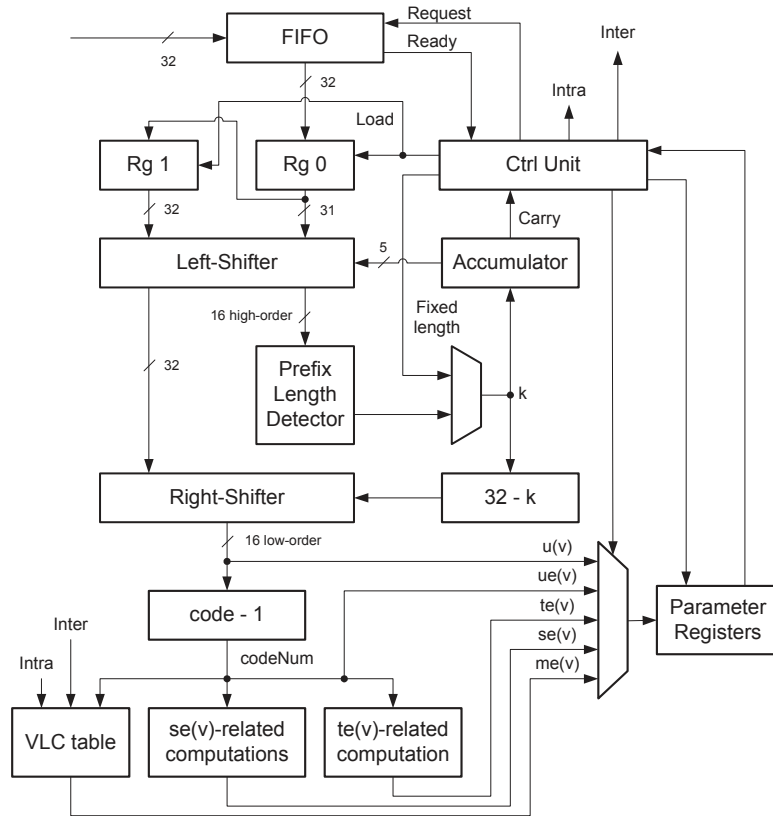 Request
FIFO
Inter
Ready
32
32
Intra
Load
Rg 1
Rg 0
Ctrl Unit
32
31
Carry
5
Left-Shifter
Accumulator
16 high-order
Fixed
length
32
Prefix
Length
Detector
k
Right-Shifter
32 - k
16 low-order
u(v)
ue(v)
code - 1
te(v)
Parameter
Registers
Inter
se(v)
codeNum
Intra
me(v)
VLC table
se(v)-related
computations
te(v)-related
computation